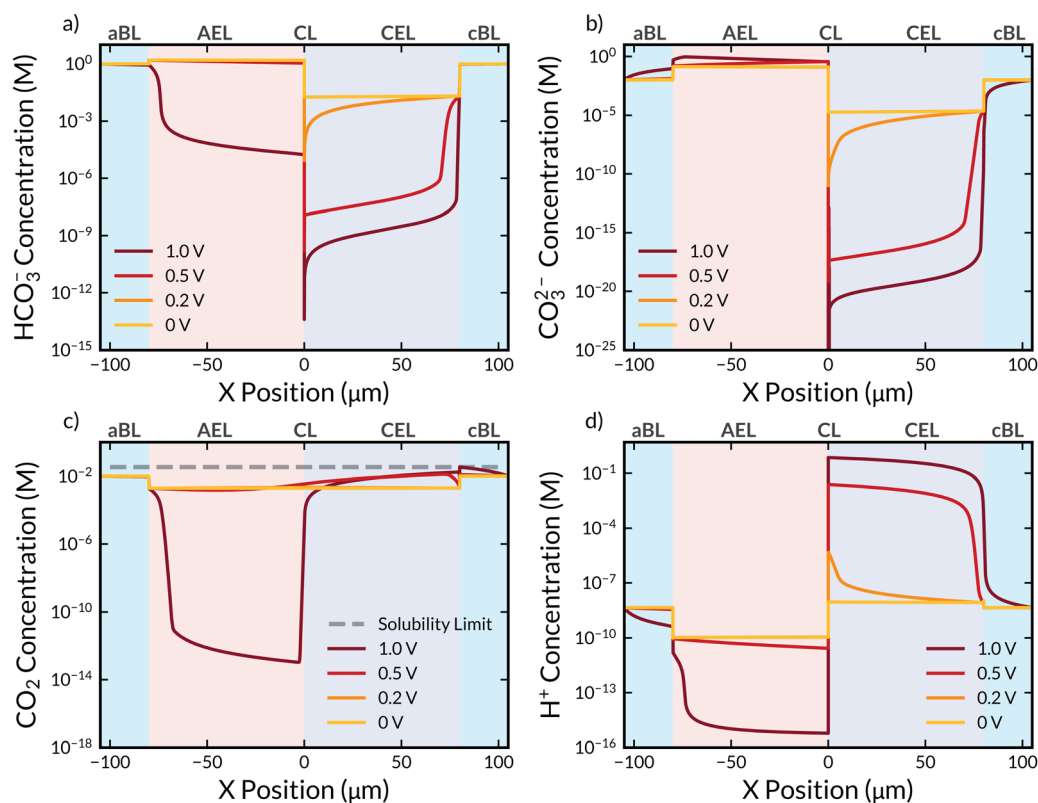 a)
aBL AEL CL CEL cBL
HCO₃⁻ Concentration (M)
10⁰
10⁻³
10⁻⁶
10⁻⁹
10⁻¹²
10⁻¹⁵
1.0 V
0.5 V
0.2 V
0 V
−100 −50 0 50 100
X Position (μm)
b)
aBL AEL CL CEL cBL
CO₃²⁻ Concentration (M)
10⁰
10⁻⁵
10⁻¹⁰
10⁻¹⁵
10⁻²⁰
10⁻²⁵
1.0 V
0.5 V
0.2 V
0 V
−100 −50 0 50 100
X Position (μm)
c)
aBL AEL CL CEL cBL
CO₂ Concentration (M)
10⁻²
10⁻⁶
10⁻¹⁰
10⁻¹⁴
10⁻¹⁸
Solubility Limit
1.0 V
0.5 V
0.2 V
0 V
−100 −50 0 50 100
X Position (μm)
d)
aBL AEL CL CEL cBL
H⁺ Concentration (M)
10⁻¹
10⁻⁴
10⁻⁷
10⁻¹⁰
10⁻¹³
10⁻¹⁶
1.0 V
0.5 V
0.2 V
0 V
−100 −50 0 50 100
X Position (μm)